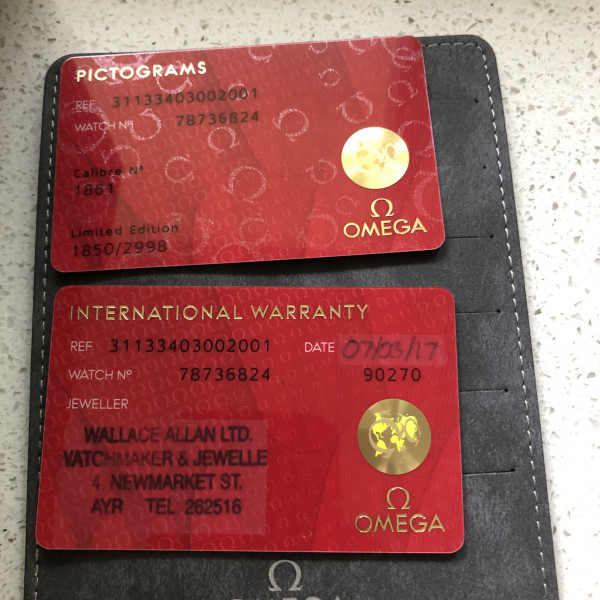 PICTOGRAMS
REF 31133403002001
WATCH Nº 78736824
Calibre Nº
1861
Limited Edition
1850/2998
Ω
OMEGA
INTERNATIONAL WARRANTY
REF 31133403002001 DATE 07/03/17
WATCH Nº 78736824 90270
JEWELLER
WALLACE ALLAN LTD.
WATCHMAKER & JEWELLE
4 NEWMARKET ST.
AYR TEL: 262516
Ω
OMEGA
Ω
OMEGA